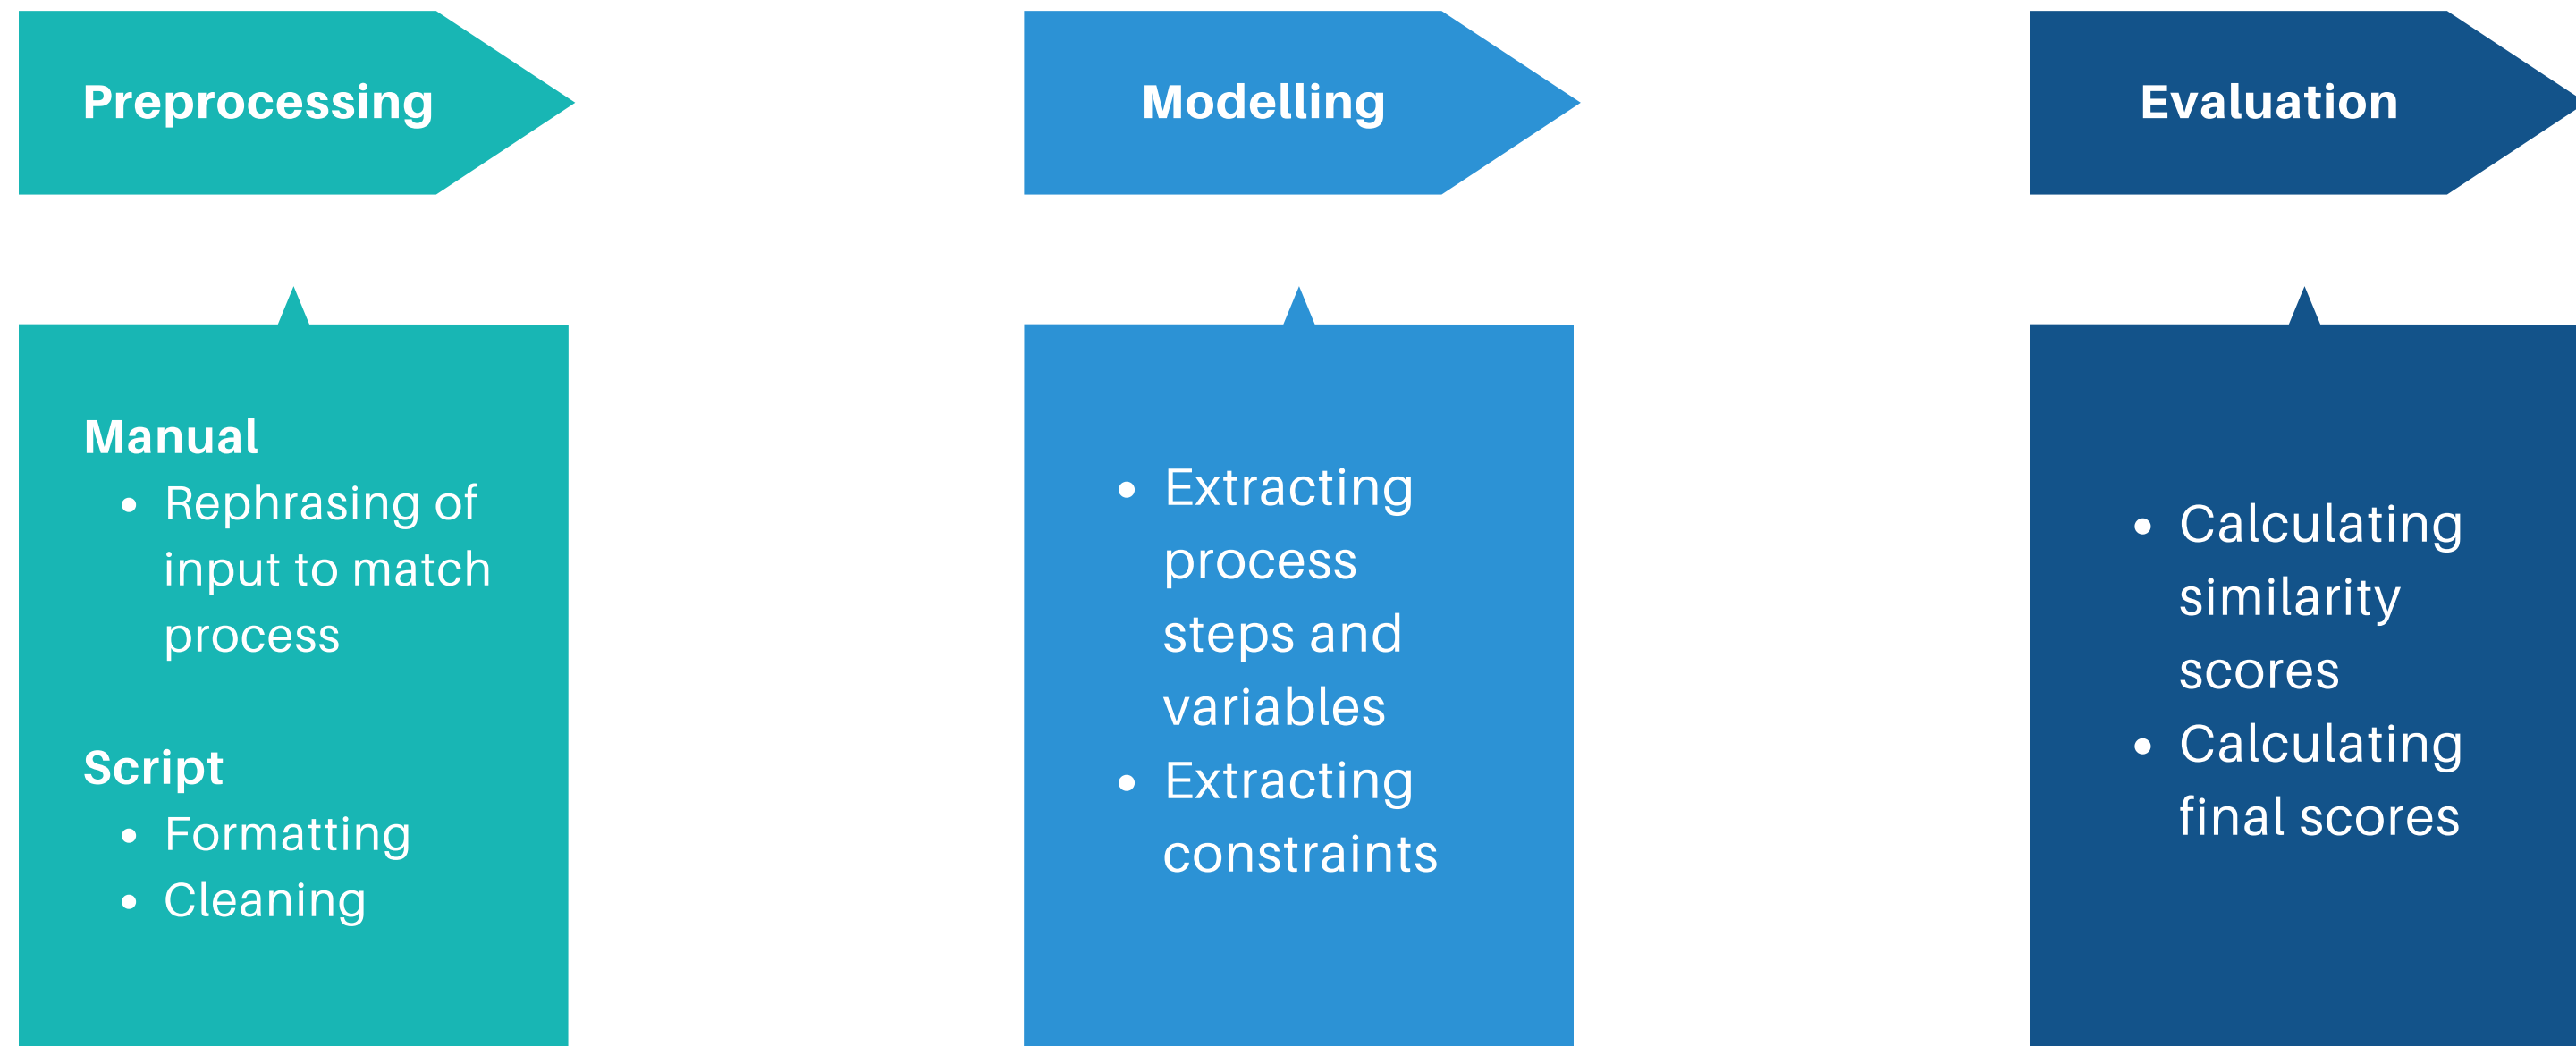 Preprocessing
Manual
• Rephrasing of
input to match
process
Script
• Formatting
• Cleaning
Modelling
• Extracting
process
steps and
variables
• Extracting
constraints
Evaluation
• Calculating
similarity
scores
• Calculating
final scores